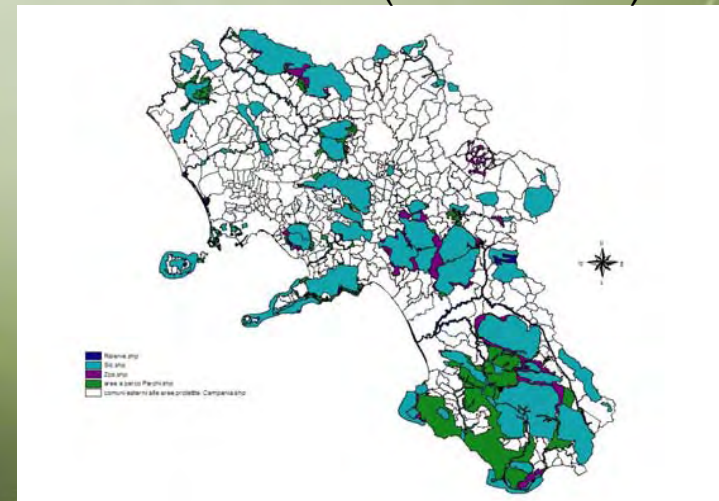 Riserve.shp
Sic.shp
Zps.shp
aree a parco Parchi.shp
comuni esterni alle aree protette Campania.shp